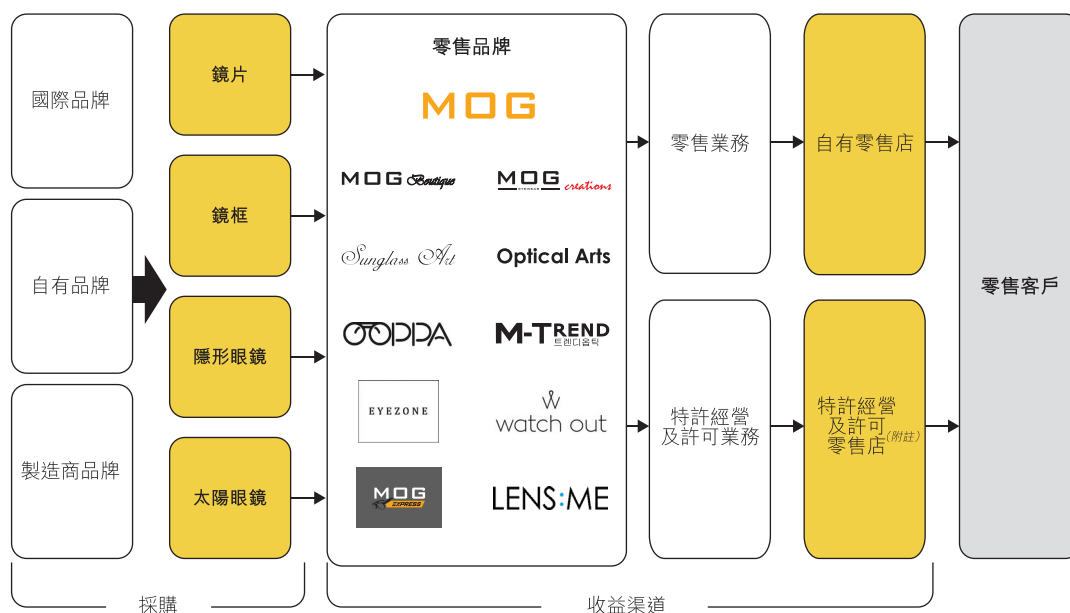 國際品牌
自有品牌
製造商品牌
鏡片
鏡框
隱形眼鏡
太陽眼鏡
零售品牌
MOG
MOG Boutique
MOG EYEWEAR creations
Sunglass Art
Optical Arts
OOPPA
M-TREND
트렌디옵틱
EYEZONE
watch out
MOG
EXPRESS
LENS:ME
零售業務
特許經營
及許可業務
自有零售店
特許經營
及許可
零售店(附註)
零售客戶
採購
收益渠道